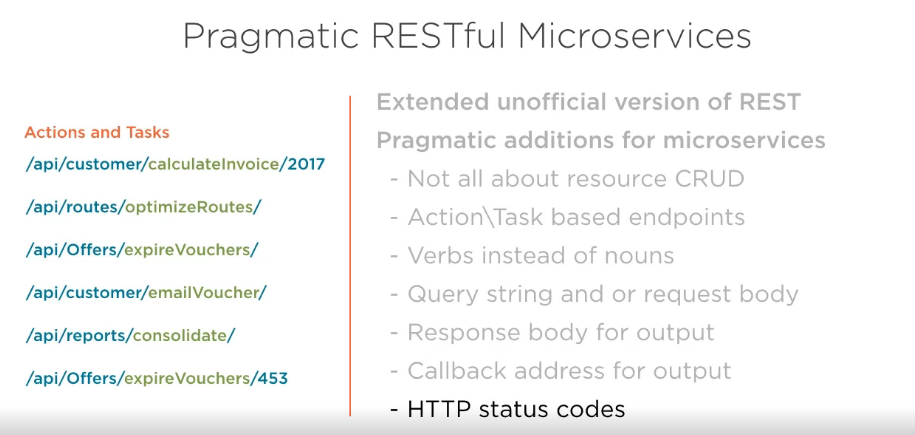 Pragmatic RESTful Microservices
Actions and Tasks
/api/customer/calculateInvoice/2017
/api/routes/optimizeRoutes/
/api/Offers/expireVouchers/
/api/customer/emailVoucher/
/api/reports/consolidate/
/api/Offers/expireVouchers/453
Extended unofficial version of REST
Pragmatic additions for microservices
- Not all about resource CRUD
- Action\Task based endpoints
- Verbs instead of nouns
- Query string and or request body
- Response body for output
- Callback address for output
- HTTP status codes